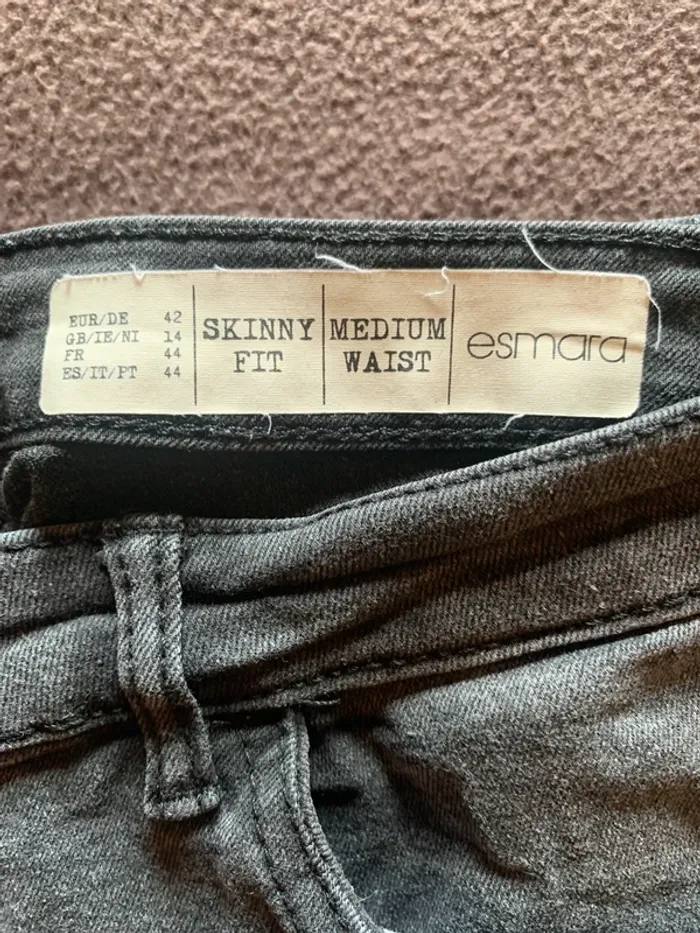 EUR/DE 42
GB/IE/NI 14
FR 44
ES/IT/PT 44
SKINNY
FIT
MEDIUM
WAIST
esmara